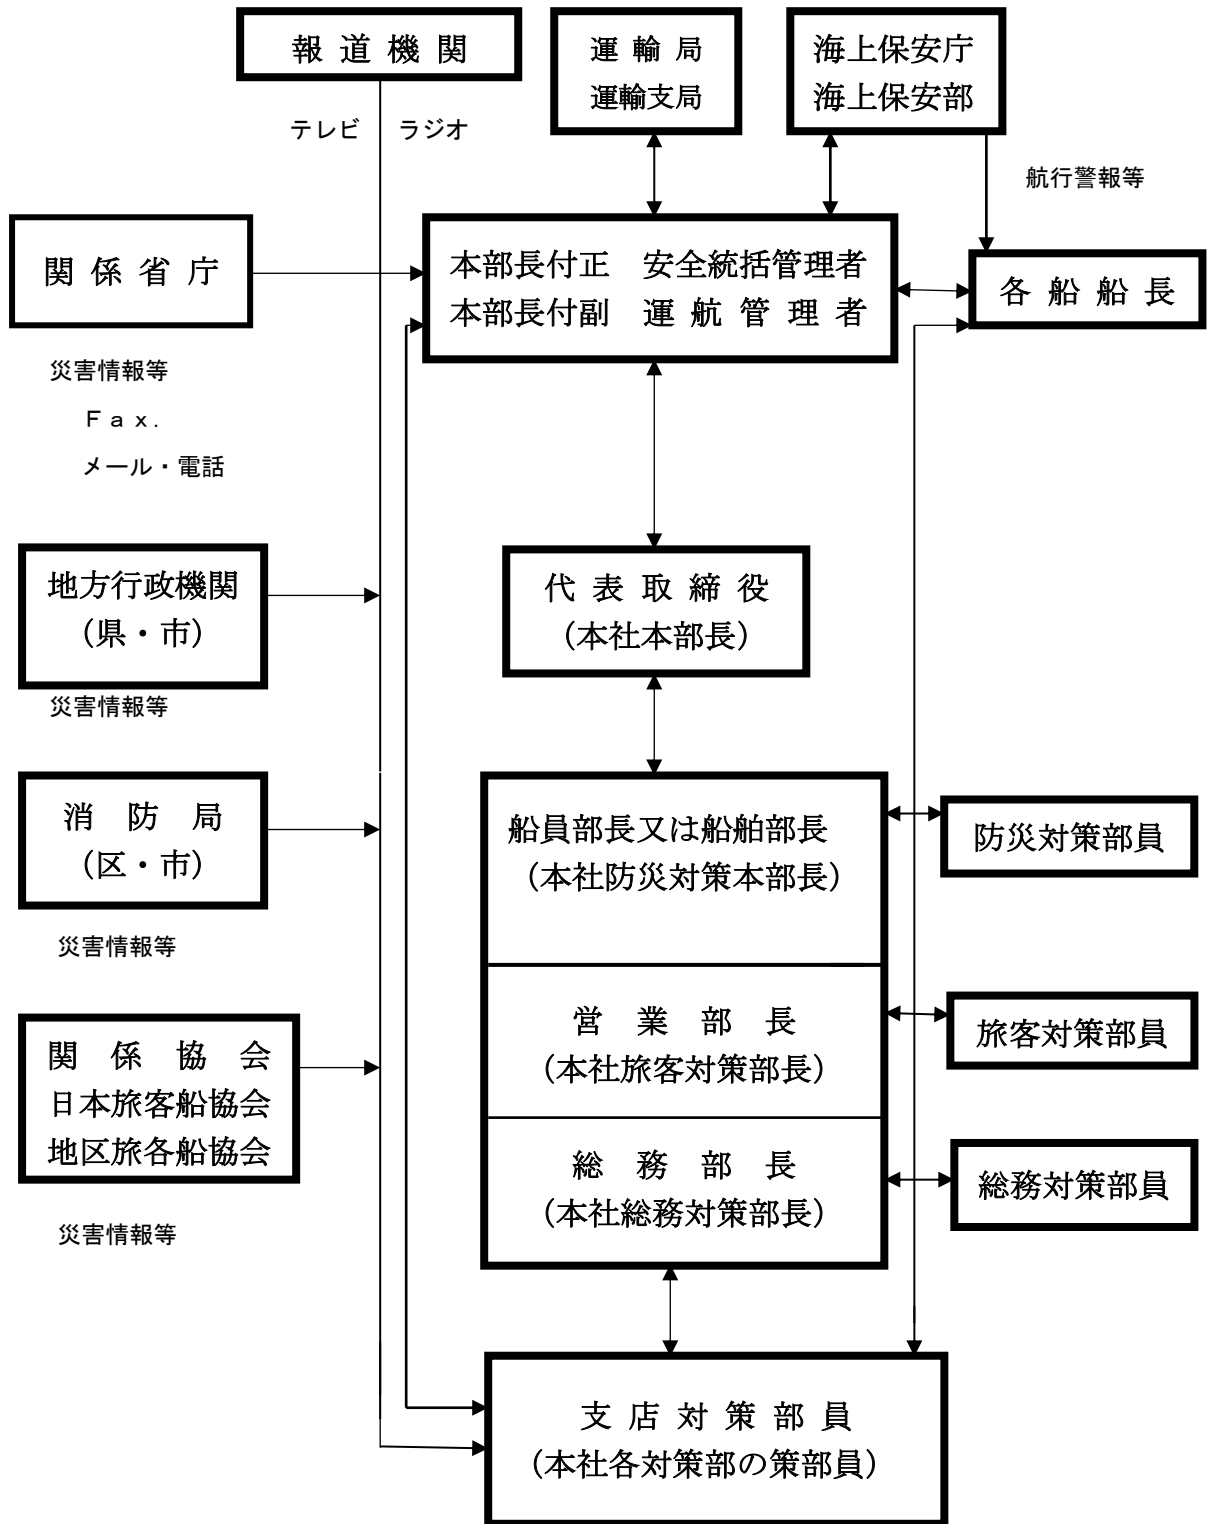 報道機関
運輸局
運輸支局
海上保安庁
海上保安部
テレビ
ラジオ
航行警報等
関係省庁
本部長付正　安全統括管理者
本部長付副　運航管理者
各船船長
災害情報等
Ｆａｘ．
メール・電話
地方行政機関
（県・市）
災害情報等
代表取締役
（本社本部長）
消防局
（区・市）
災害情報等
船員部長又は船舶部長
（本社防災対策本部長）
防災対策部員
営業部長
（本社旅客対策部長）
旅客対策部員
関係協会
日本旅客船協会
地区旅各船協会
災害情報等
総務部長
（本社総務対策部長）
総務対策部員
支店対策部員
（本社各対策部の策部員）